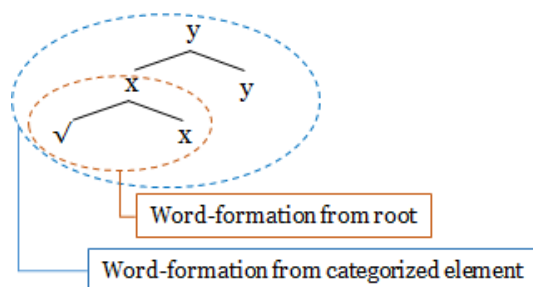 y
x y
√ x
Word-formation from root
Word-formation from categorized element